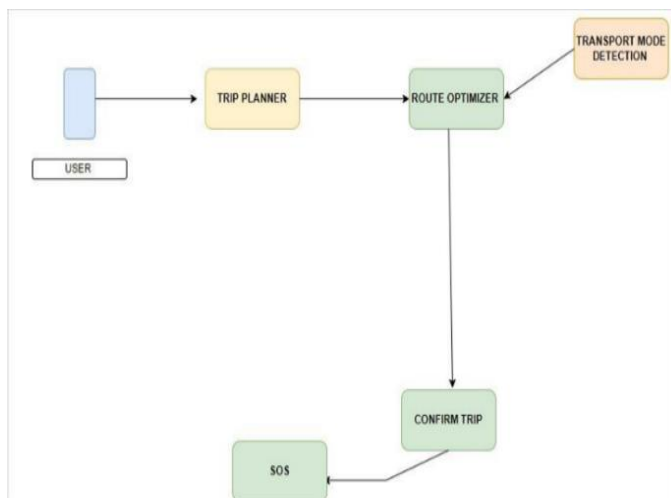 TRANSPORT MODE
DETECTION
TRIP PLANNER
ROUTE OPTIMIZER
USER
CONFIRM TRIP
SOS